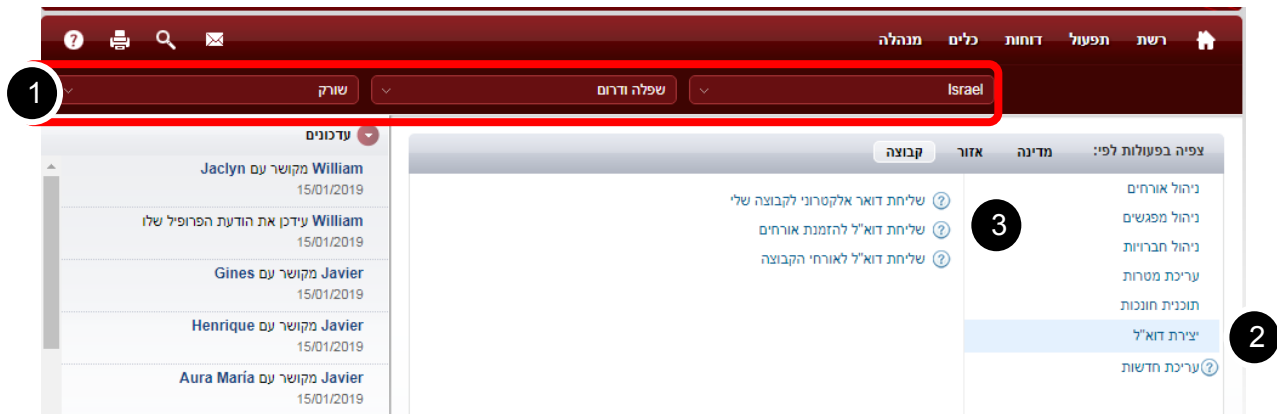 רשת תפעול דוחות כלים מנהלה
1
Israel שפלה ודרום שורק
צפיה בפעולות לפי: מדינה אזור קבוצה
ניהול אורחים
ניהול מפגשים
ניהול חברויות
עריכת מטרות
תוכנית חונכות
יצירת דוא"ל
2
עריכת חדשות
3
שליחת דואר אלקטרוני לקבוצה שלי
שליחת דוא"ל להזמנת אורחים
שליחת דוא"ל לאורחי הקבוצה
עדכונים
William מקושר עם Jaclyn
15/01/2019
William עידכן את הודעת הפרופיל שלו
15/01/2019
Javier מקושר עם Gines
15/01/2019
Javier מקושר עם Henrique
15/01/2019
Javier מקושר עם Aura María
15/01/2019